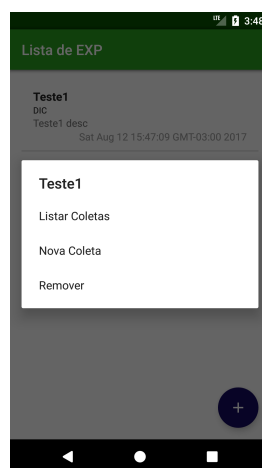 LTE 3:48
Lista de EXP
Teste1
DIC
Teste1 desc
Sat Aug 12 15:47:09 GMT-03:00 2017
Teste1
Listar Coletas
Nova Coleta
Remover